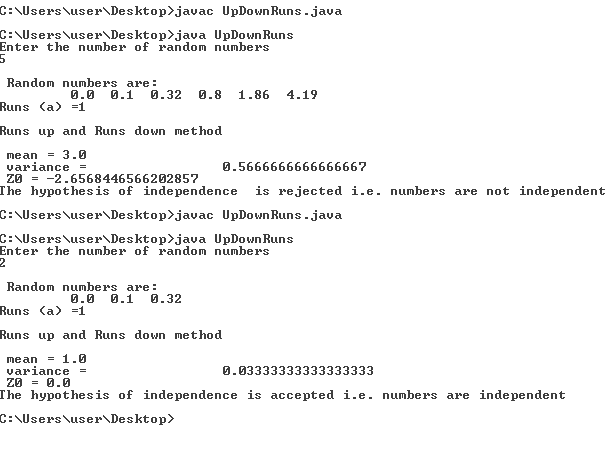 C:\Users\user\Desktop>javac UpDownRuns.java
C:\Users\user\Desktop>java UpDownRuns
Enter the number of random numbers
5
Random numbers are:
0.0 0.1 0.32 0.8 1.86 4.19
Runs (a) =1
Runs up and Runs down method
mean = 3.0
variance = 0.5666666666666667
Z0 = -2.6568446566202857
The hypothesis of independence  is rejected i.e. numbers are not independent
C:\Users\user\Desktop>javac UpDownRuns.java
C:\Users\user\Desktop>java UpDownRuns
Enter the number of random numbers
2
Random numbers are:
0.0 0.1 0.32
Runs (a) =1
Runs up and Runs down method
mean = 1.0
variance = 0.03333333333333333
Z0 = 0.0
The hypothesis of independence is accepted i.e. numbers are independent
C:\Users\user\Desktop>